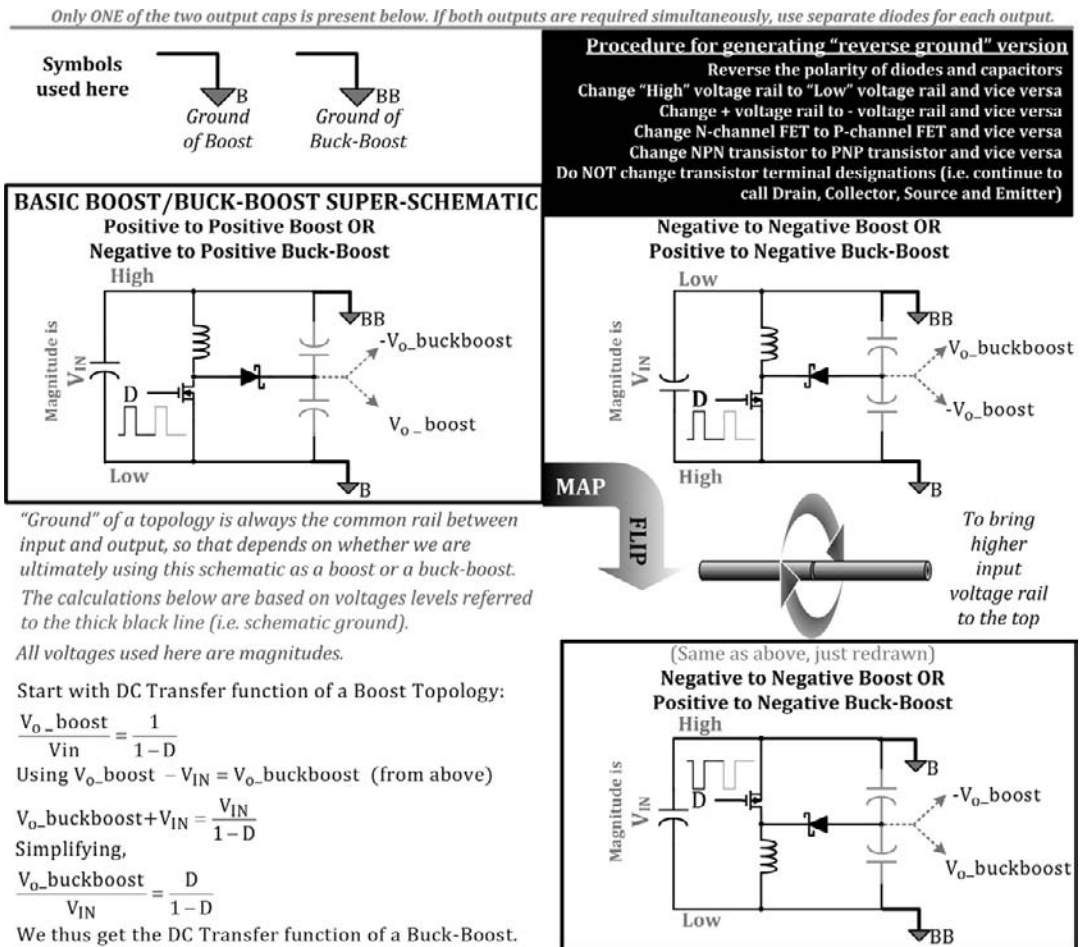 Only ONE of the two output caps is present below. If both outputs are required simultaneously, use separate diodes for each output.
Symbols
used here
B
Ground
of Boost
BB
Ground of
Buck-Boost
Procedure for generating “reverse ground” version
Reverse the polarity of diodes and capacitors
Change “High” voltage rail to “Low” voltage rail and vice versa
Change + voltage rail to - voltage rail and vice versa
Change N-channel FET to P-channel FET and vice versa
Change NPN transistor to PNP transistor and vice versa
Do NOT change transistor terminal designations (i.e. continue to
call Drain, Collector, Source and Emitter)
BASIC BOOST/BUCK-BOOST SUPER-SCHEMATIC
Positive to Positive Boost OR
Negative to Positive Buck-Boost
High
BB
Magnitude is
V_IN
D
-V_o_buckboost
V_o_boost
Low
B
Negative to Negative Boost OR
Positive to Negative Buck-Boost
Low
BB
Magnitude is
V_IN
D
V_o_buckboost
-V_o_boost
High
B
MAP
FLIP
To bring
higher
input
voltage rail
to the top
“Ground” of a topology is always the common rail between
input and output, so that depends on whether we are
ultimately using this schematic as a boost or a buck-boost.
The calculations below are based on voltages levels referred
to the thick black line (i.e. schematic ground).
All voltages used here are magnitudes.
Start with DC Transfer function of a Boost Topology:
V_o_boost / Vin = 1 / (1 – D)
Using V_o_boost – V_IN = V_o_buckboost (from above)
V_o_buckboost+V_IN = V_IN / (1 – D)
Simplifying,
V_o_buckboost / V_IN = D / (1 – D)
We thus get the DC Transfer function of a Buck-Boost.
(Same as above, just redrawn)
Negative to Negative Boost OR
Positive to Negative Buck-Boost
High
B
Magnitude is
V_IN
D
-V_o_boost
V_o_buckboost
Low
BB